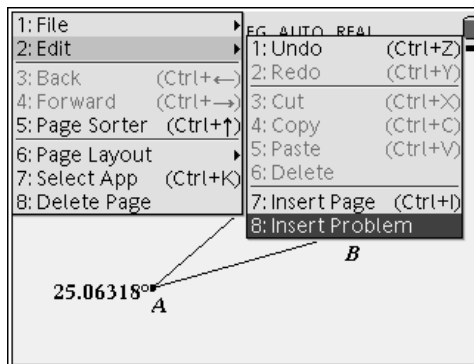 1: File
2: Edit
3: Back (Ctrl+←)
4: Forward (Ctrl+→)
5: Page Sorter (Ctrl+↑)
6: Page Layout
7: Select App (Ctrl+K)
8: Delete Page
AUTO REAL
1: Undo (Ctrl+Z)
2: Redo (Ctrl+Y)
3: Cut (Ctrl+X)
4: Copy (Ctrl+C)
5: Paste (Ctrl+V)
6: Delete
7: Insert Page (Ctrl+I)
8: Insert Problem
B
25.06318°
A